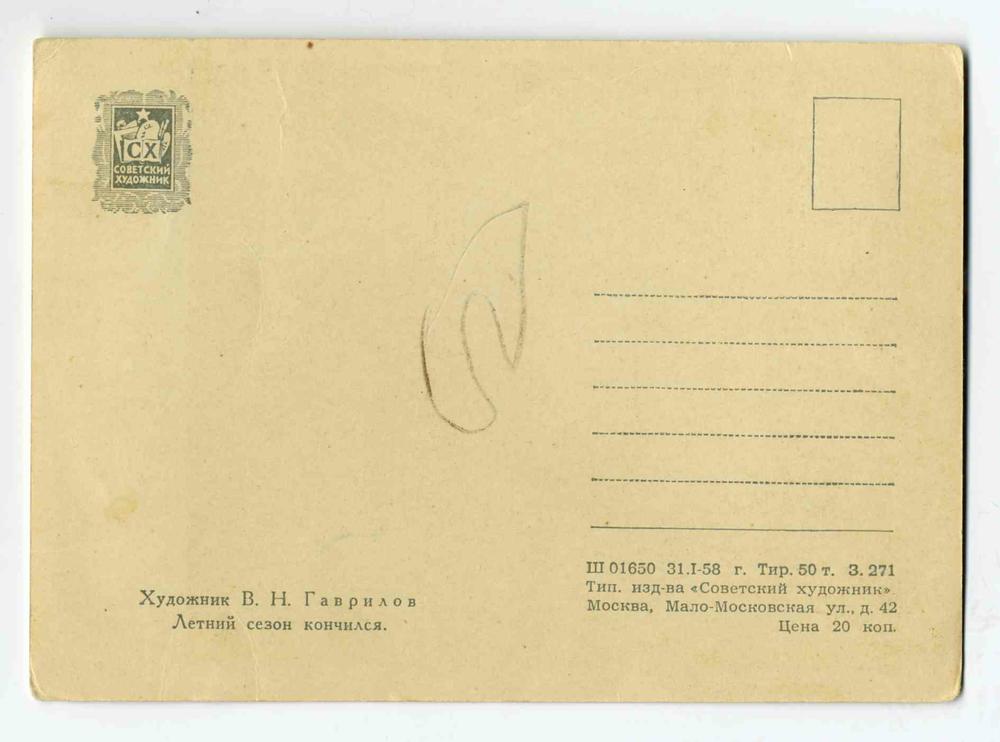 СХ
СОВЕТСКИЙ
ХУДОЖНИК
Художник В. Н. Гаврилов
Летний сезон кончился.
Ш 01650 31.I-58 г. Тир. 50 т. З. 271
Тип. изд-ва «Советский художник»
Москва, Мало-Московская ул., д. 42
Цена 20 коп.